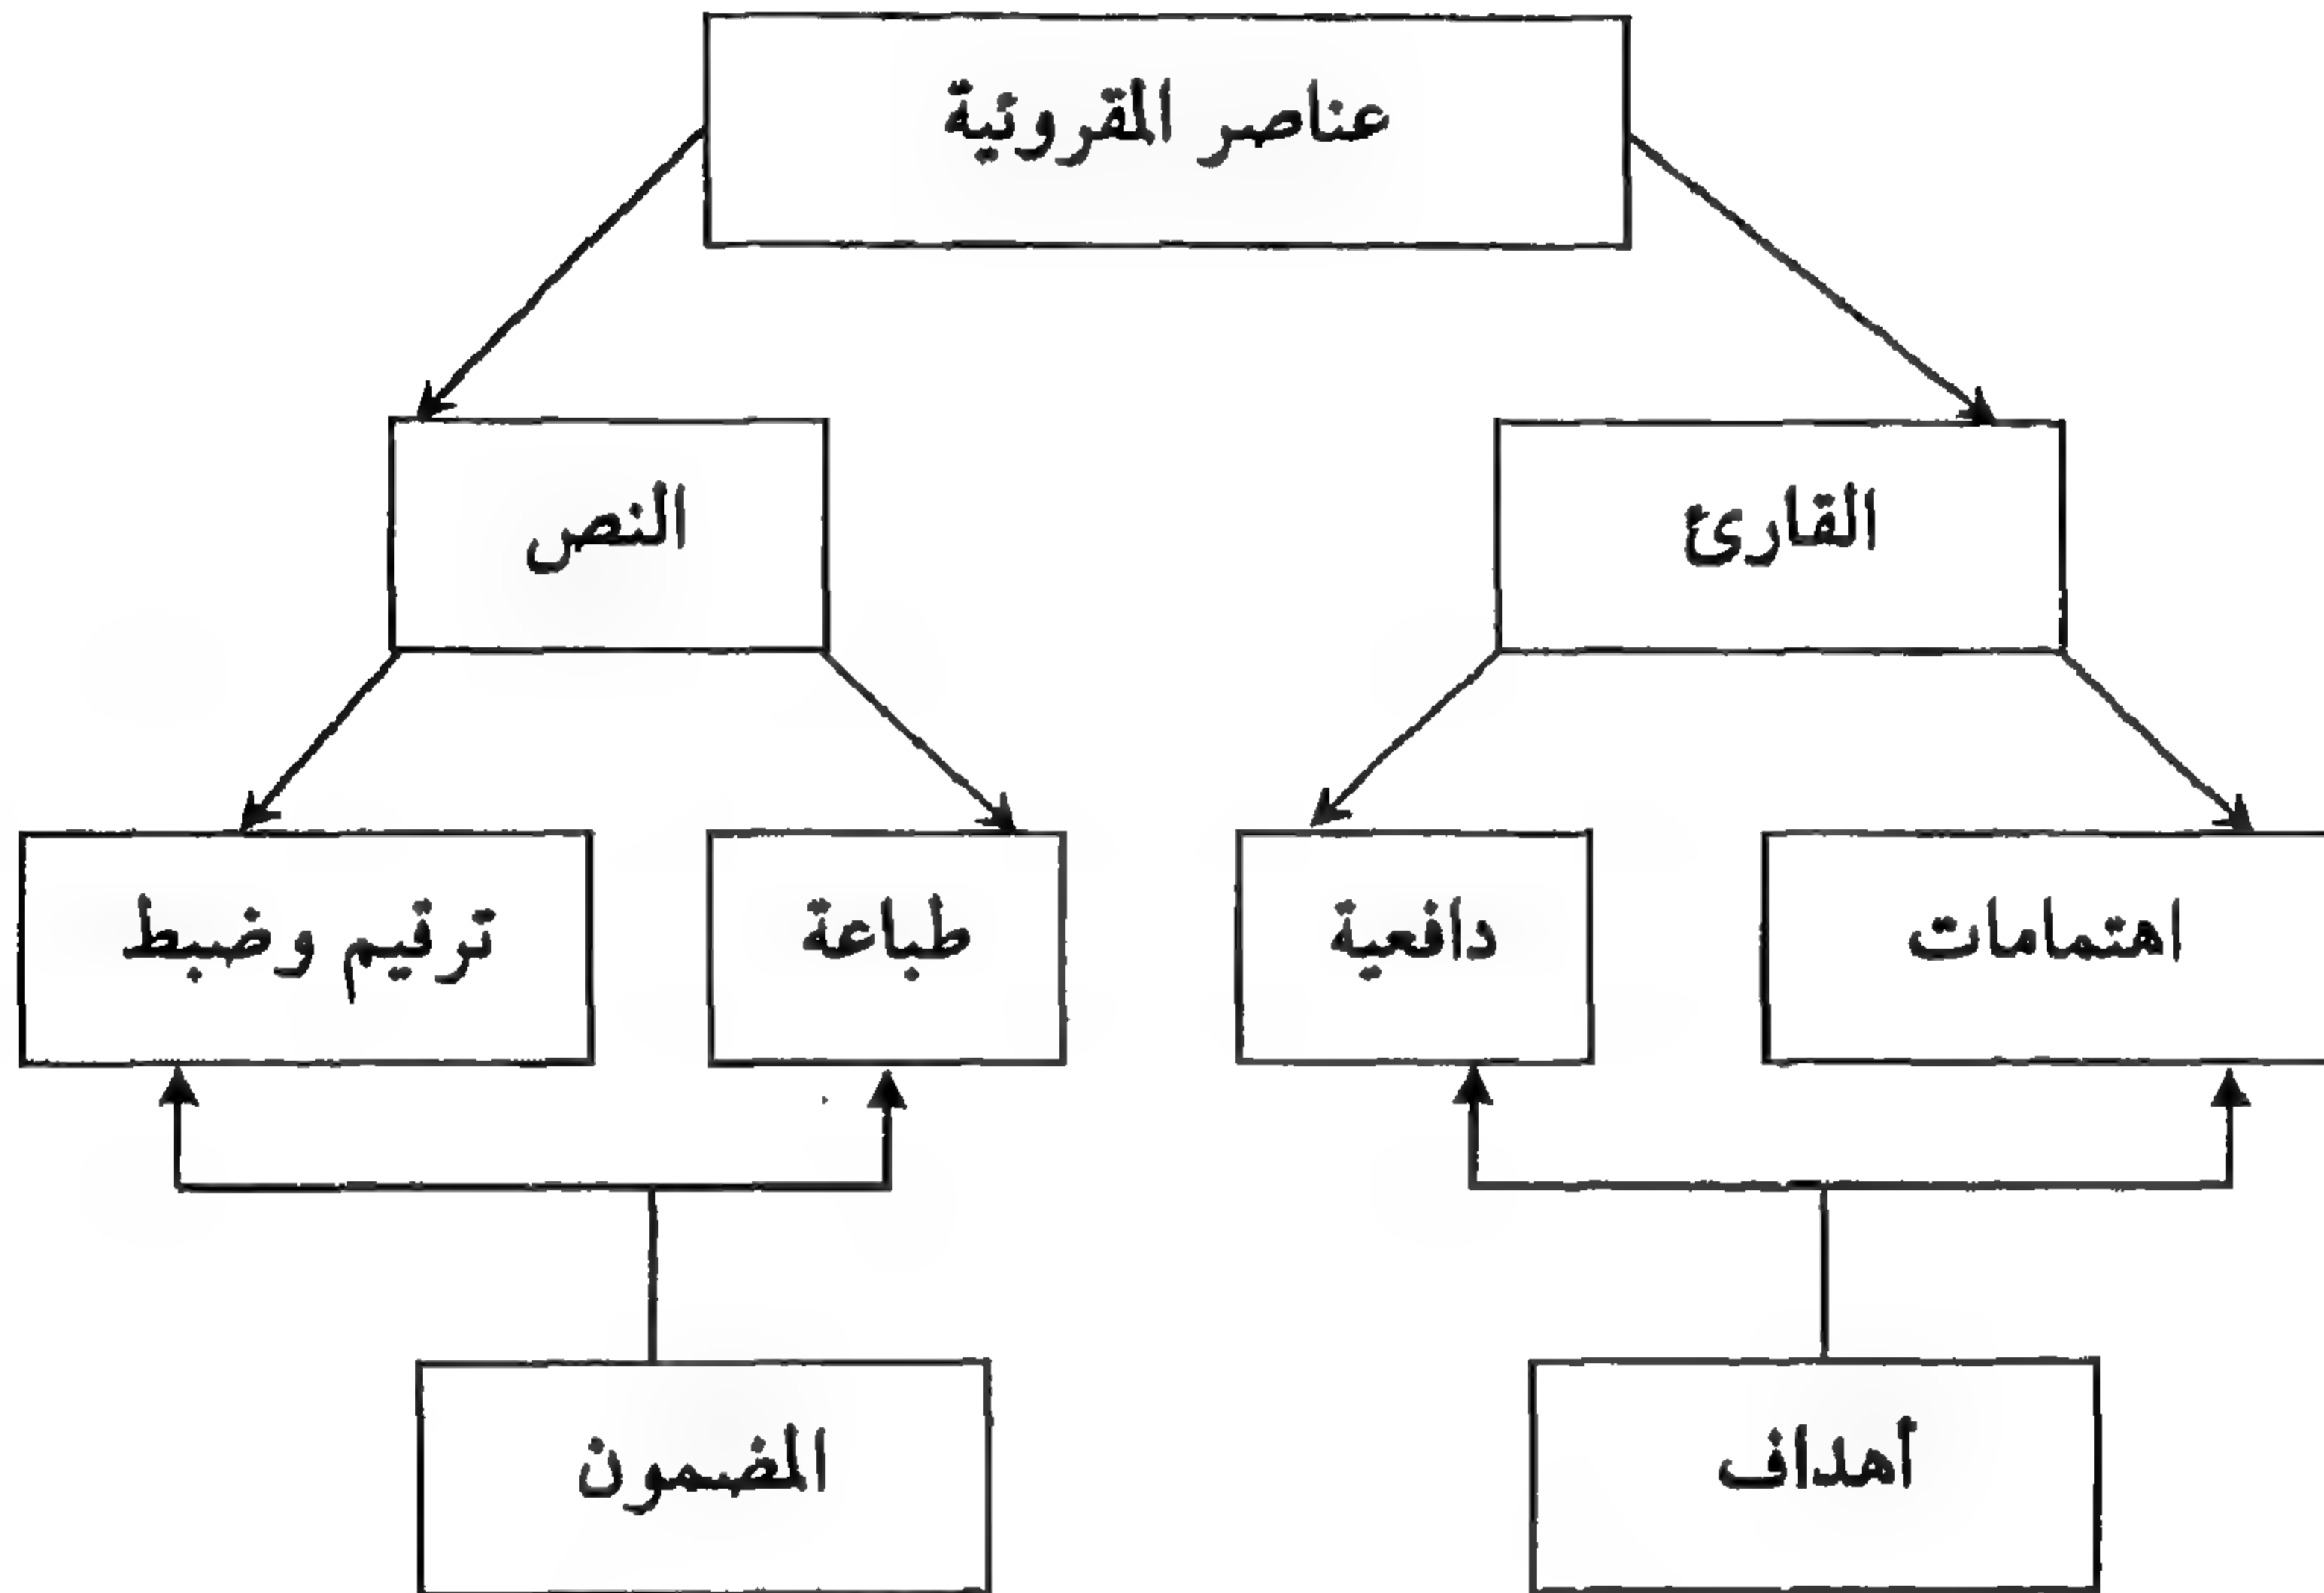 عناصر المقروئية
القارئ
النص
اهتمامات
دافعية
طباعة
ترقيم وضبط
أهداف
المضمون